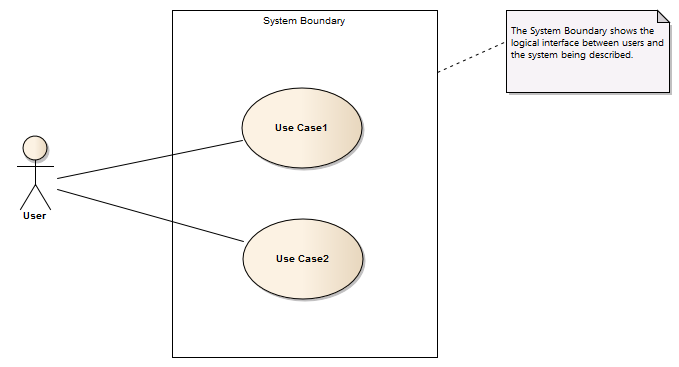 System Boundary
The System Boundary shows the
logical interface between users and
the system being described.
Use Case1
User
Use Case2